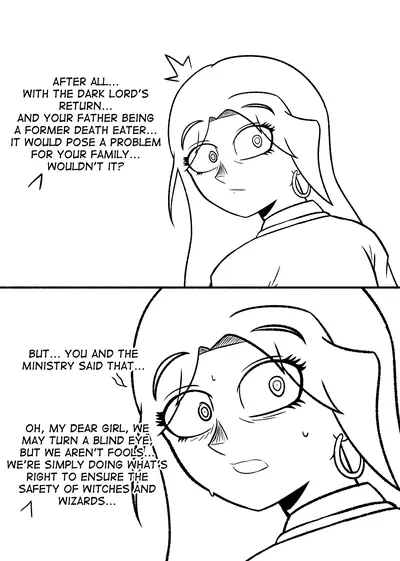 AFTER ALL...
WITH THE DARK LORD'S
RETURN...
AND YOUR FATHER BEING
A FORMER DEATH EATER...
IT WOULD POSE A PROBLEM
FOR YOUR FAMILY...
WOULDN'T IT?
BUT... YOU AND THE
MINISTRY SAID THAT...
OH, MY DEAR GIRL, WE
MAY TURN A BLIND EYE,
BUT WE AREN'T FOOLS...
WE'RE SIMPLY DOING WHAT'S
RIGHT TO ENSURE THE
SAFETY OF WITCHES AND
WIZARDS...